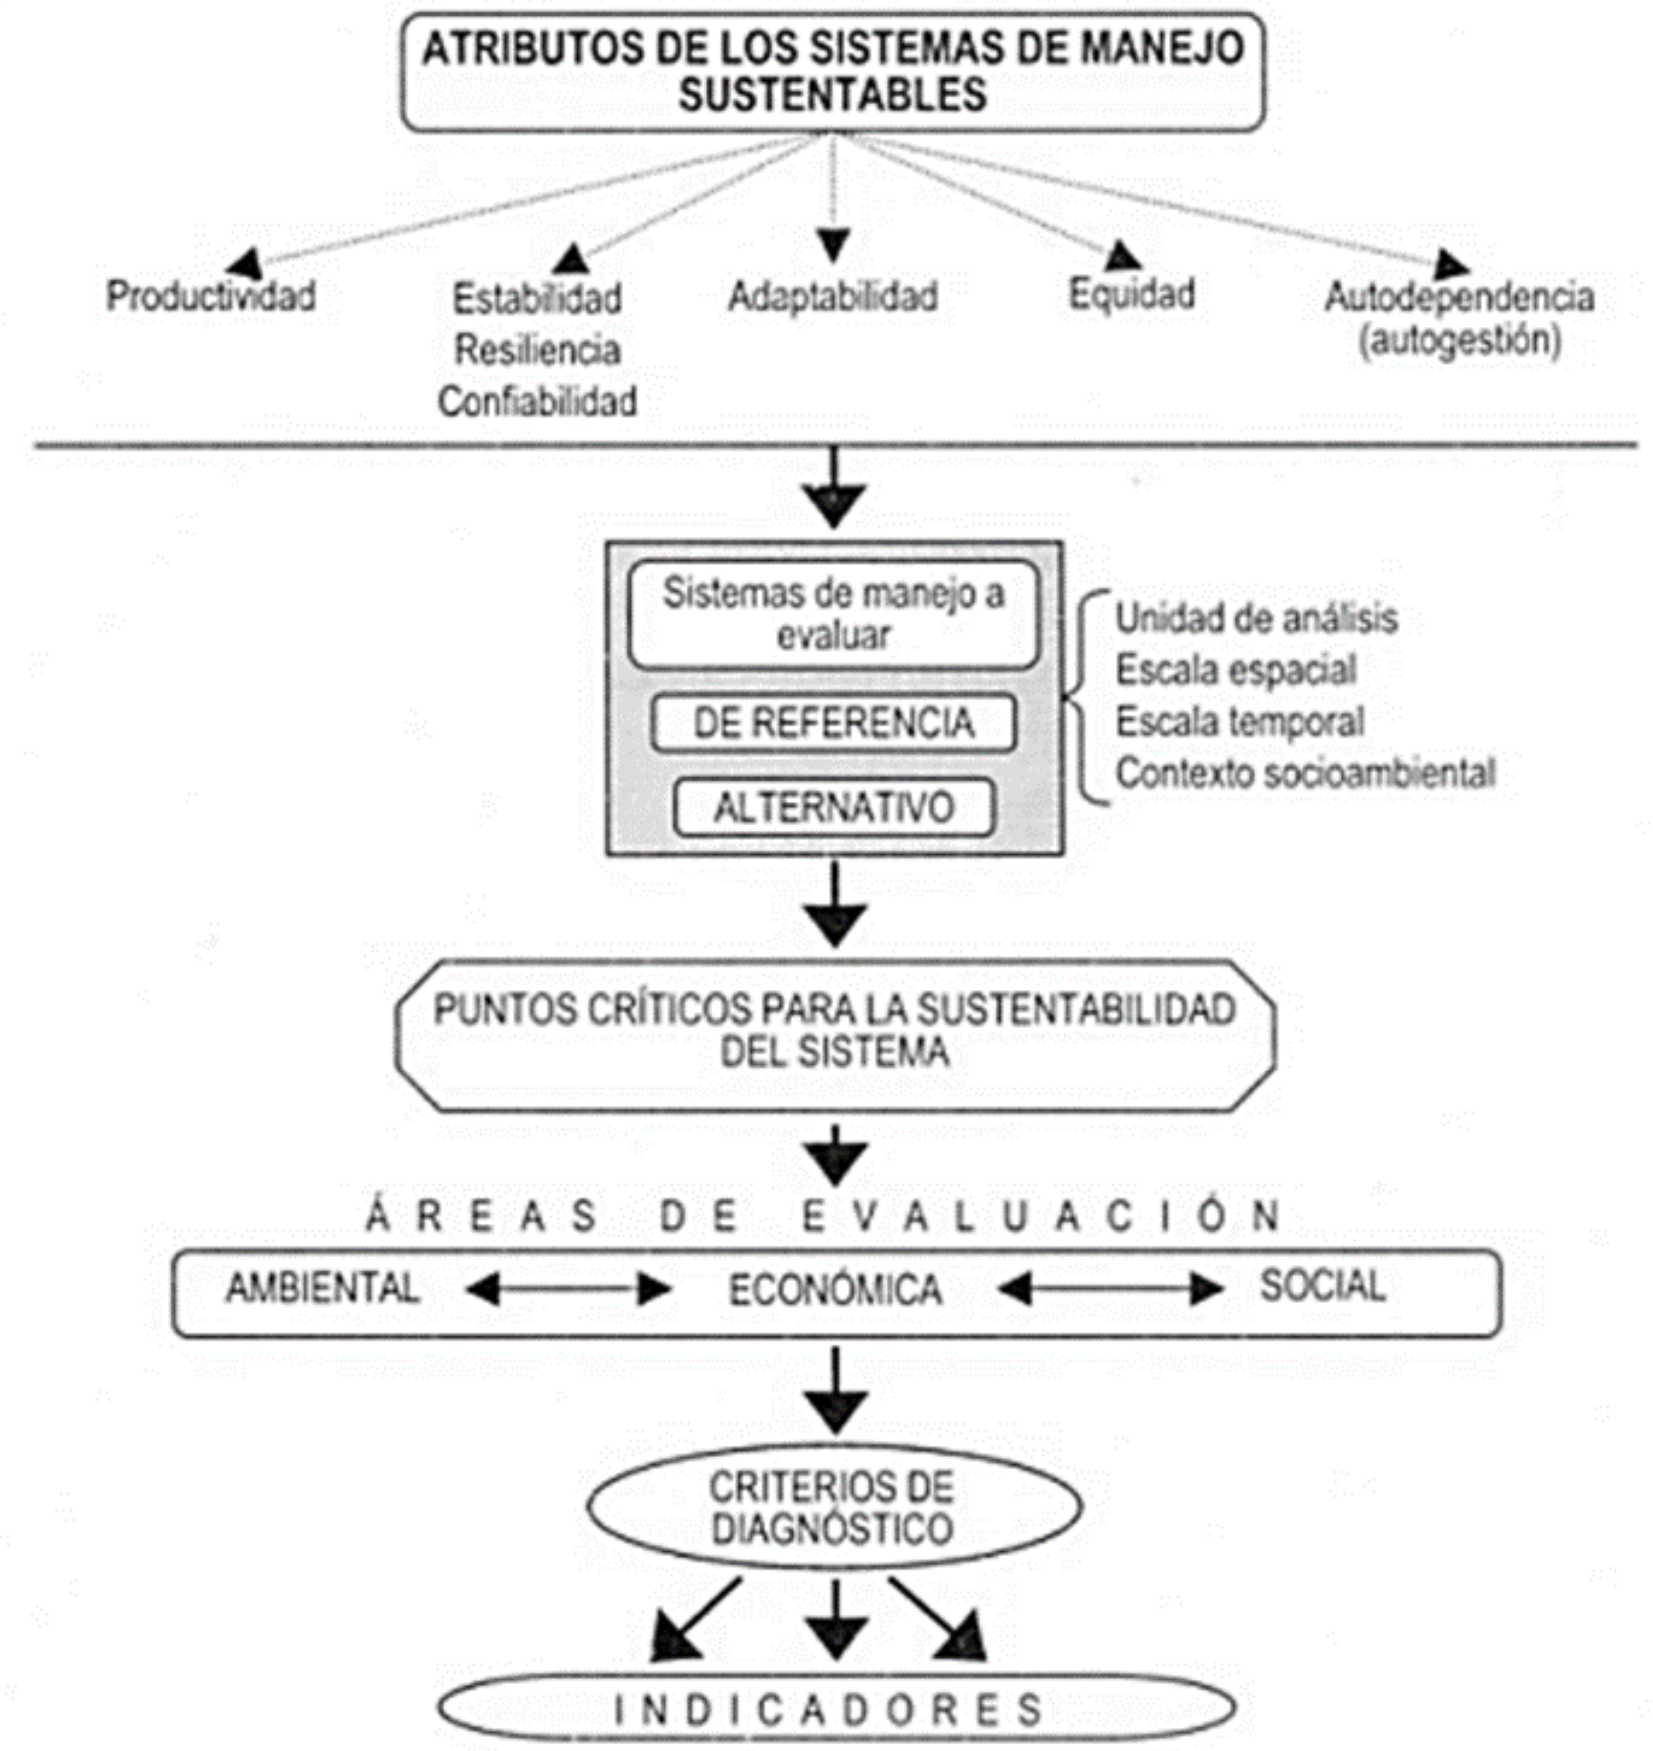 ATRIBUTOS DE LOS SISTEMAS DE MANEJO
SUSTENTABLES
Productividad
Estabilidad
Resiliencia
Confiabilidad
Adaptabilidad
Equidad
Autodependencia
(autogestión)
Sistemas de manejo a
evaluar
DE REFERENCIA
ALTERNATIVO
Unidad de análisis
Escala espacial
Escala temporal
Contexto socioambiental
PUNTOS CRÍTICOS PARA LA SUSTENTABILIDAD
DEL SISTEMA
ÁREAS DE EVALUACIÓN
AMBIENTAL
ECONÓMICA
SOCIAL
CRITERIOS DE
DIAGNÓSTICO
INDICADORES